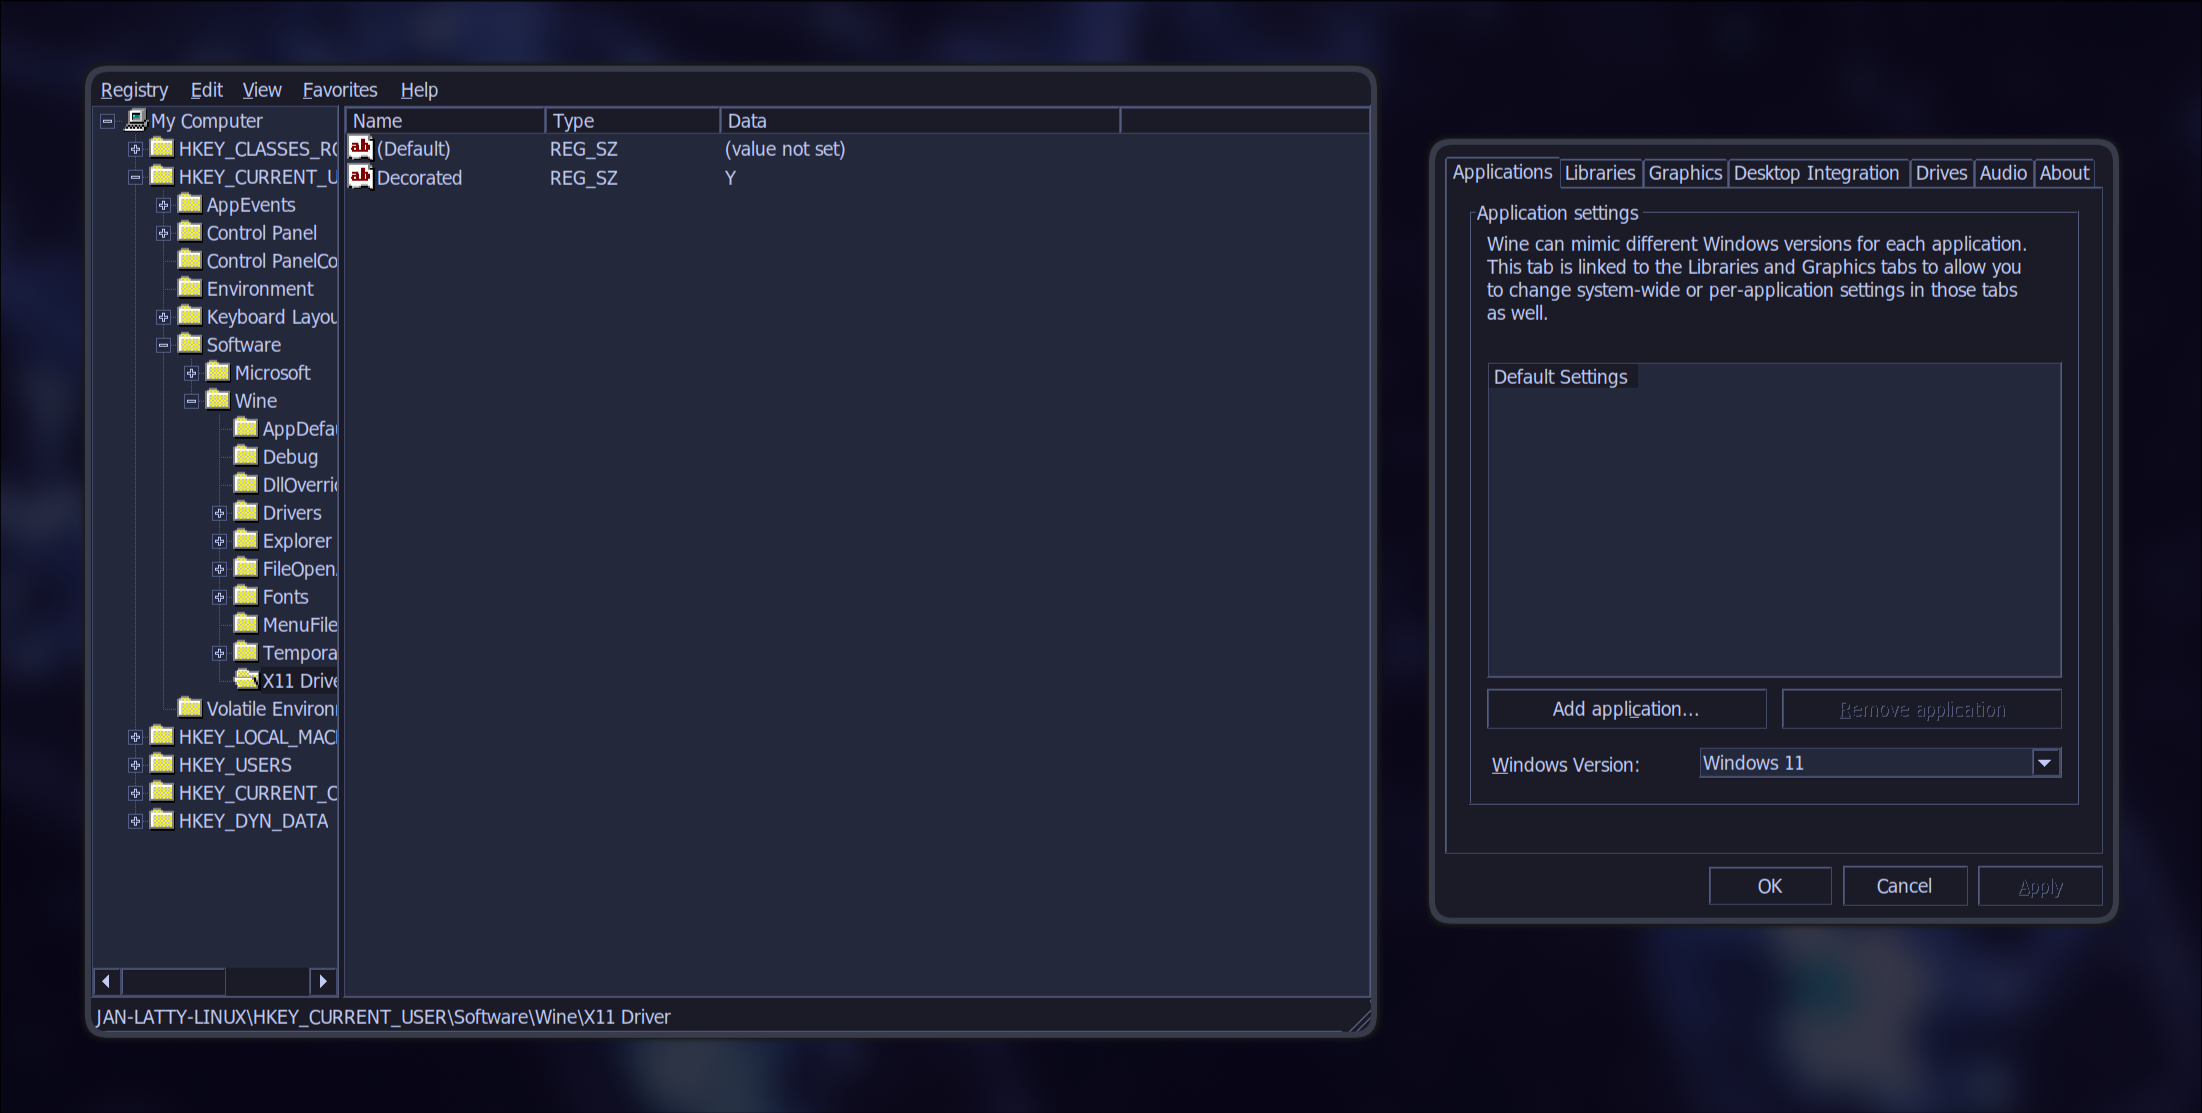 Registry Edit View Favorites Help
My Computer
HKEY_CLASSES_RO
HKEY_CURRENT_U
AppEvents
Control Panel
Control PanelCo
Environment
Keyboard Layou
Software
Microsoft
Wine
AppDefau
Debug
DllOverri
Drivers
Explorer
FileOpen
Fonts
MenuFile
Tempora
X11 Drive
Volatile Environ
HKEY_LOCAL_MAC
HKEY_USERS
HKEY_CURRENT_C
HKEY_DYN_DATA
Name Type Data
ab (Default) REG_SZ (value not set)
ab Decorated REG_SZ Y
JAN-LATTY-LINUX\HKEY_CURRENT_USER\Software\Wine\X11 Driver
Applications Libraries Graphics Desktop Integration Drives Audio About
Application settings
Wine can mimic different Windows versions for each application.
This tab is linked to the Libraries and Graphics tabs to allow you
to change system-wide or per-application settings in those tabs
as well.
Default Settings
Add application...
Remove application
Windows Version: Windows 11
OK Cancel Apply